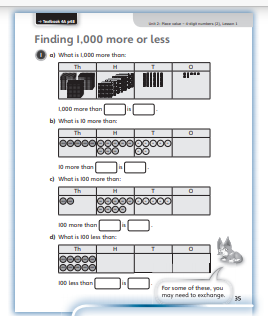 → Textbook 4A p48
Unit 2: Place value – 4-digit numbers (2), Lesson 1
Finding 1,000 more or less
1 a) What is 1,000 more than:
Th H T O
1,000 more than is .
b) What is 10 more than:
Th H T O
10 more than is .
c) What is 100 more than:
Th H T O
100 more than is .
d) What is 100 less than:
Th H T O
100 less than is .
For some of these, you
may need to exchange.
35